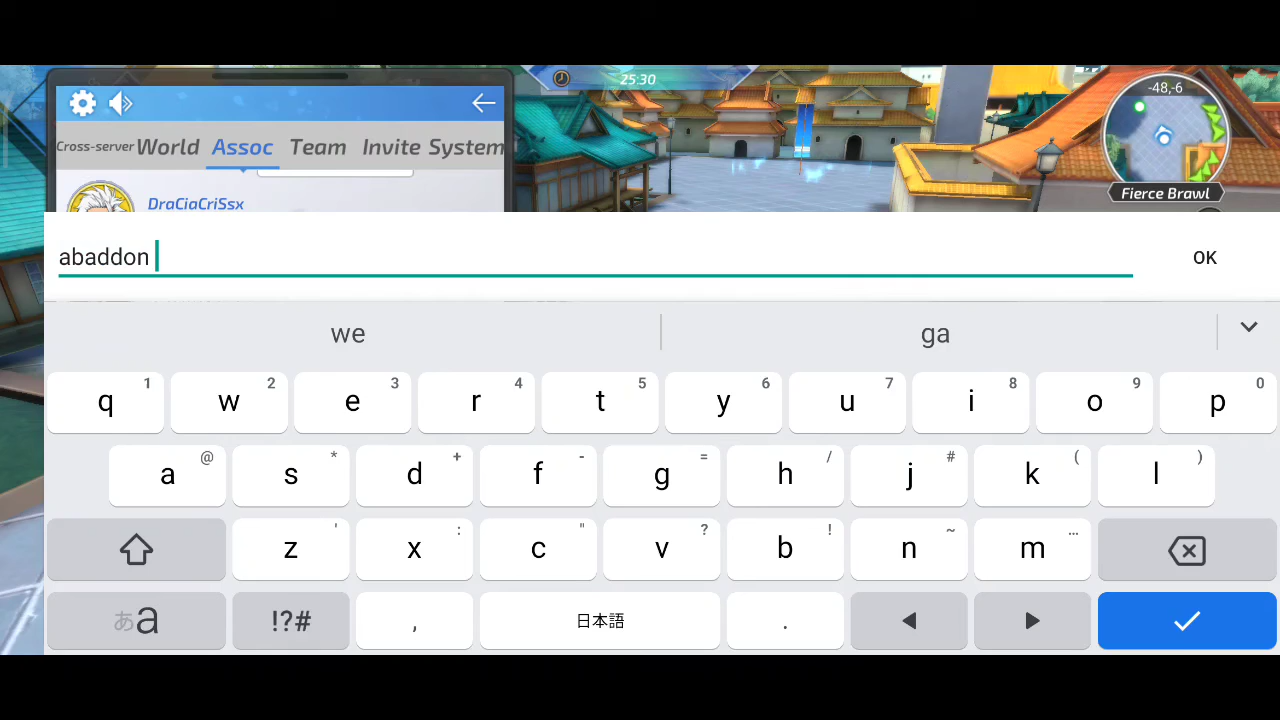 25:30
-48,-6
Cross-server World Assoc Team Invite System
Fierce Brawl
DraCiaCriSsx
abaddon
OK
we ga
q 1 w 2 e 3 r 4 t 5 y 6 u 7 i 8 o 9 p 0
a @ s * d + f - g = h / j # k ( l )
z ' x : c " v ? b ! n ~ m …
あa !?# , 日本語 .